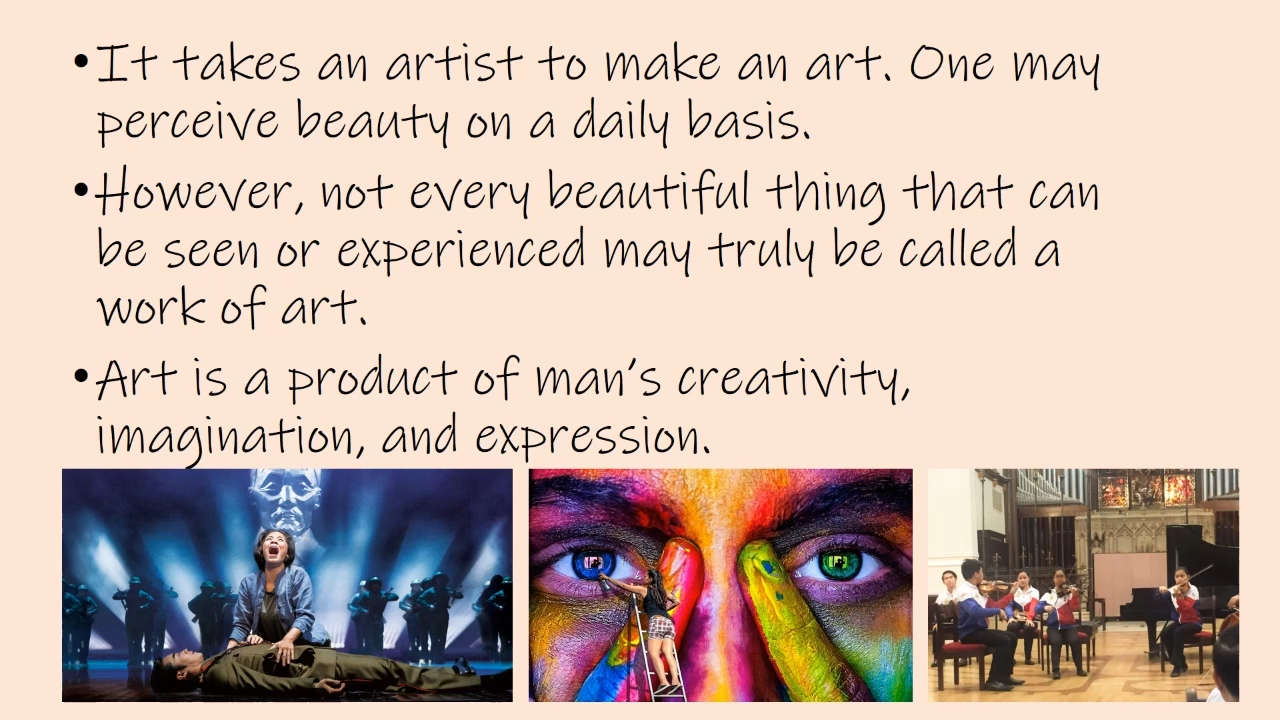 •It takes an artist to make an art. One may
perceive beauty on a daily basis.
•However, not every beautiful thing that can
be seen or experienced may truly be called a
work of art.
•Art is a product of man's creativity,
imagination, and expression.